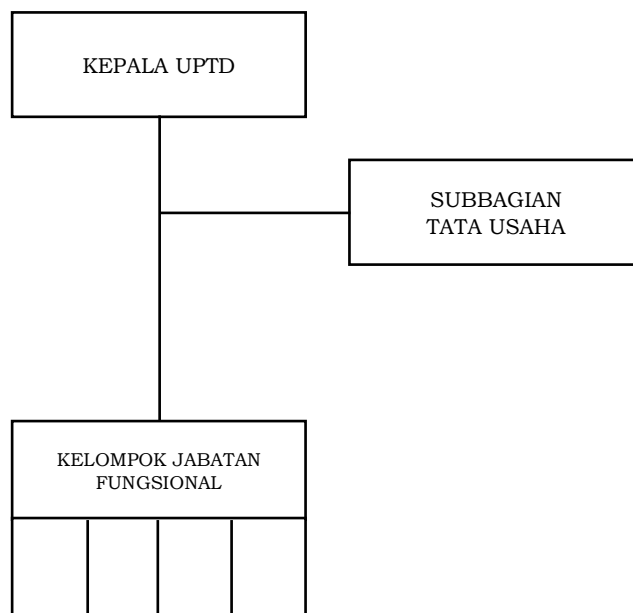 KEPALA UPTD
SUBBAGIAN
TATA USAHA
KELOMPOK JABATAN
FUNGSIONAL